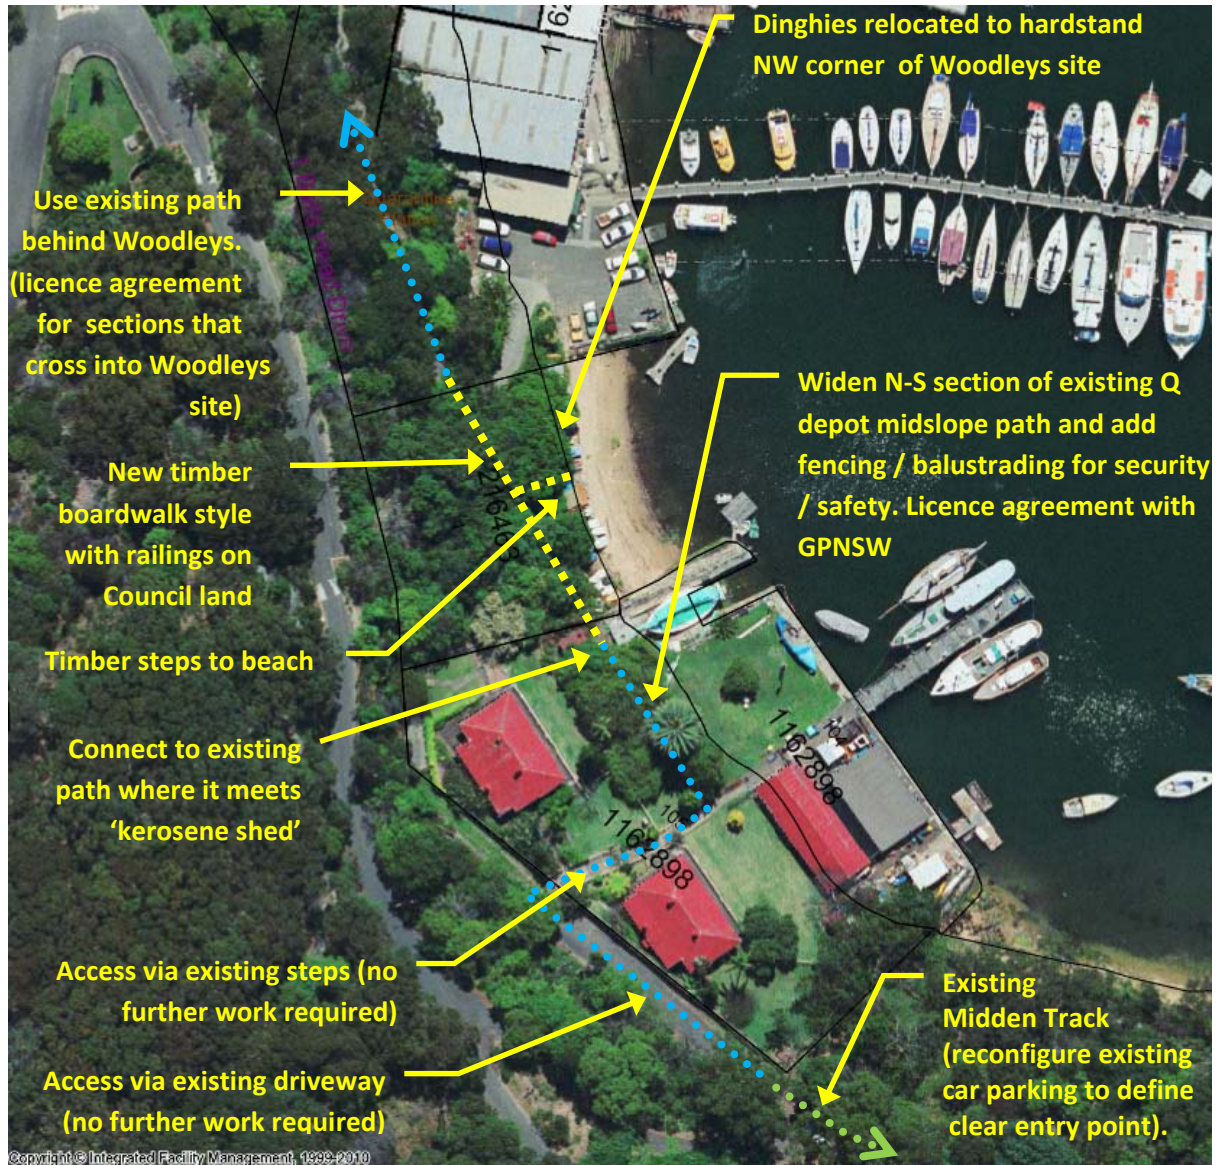 Dinghies relocated to hardstand
NW corner of Woodleys site
Use existing path
behind Woodleys.
(licence agreement
for sections that
cross into Woodleys
site)
Widen N-S section of existing Q
depot midslope path and add
fencing / balustrading for security
/ safety. Licence agreement with
GPNSW
New timber
boardwalk style
with railings on
Council land
Timber steps to beach
Connect to existing
path where it meets
‘kerosene shed’
1162898
1162898
Access via existing steps (no
further work required)
Access via existing driveway
(no further work required)
Existing
Midden Track
(reconfigure existing
car parking to define
clear entry point).
Copyright © Integrated Facility Management, 1999-2010